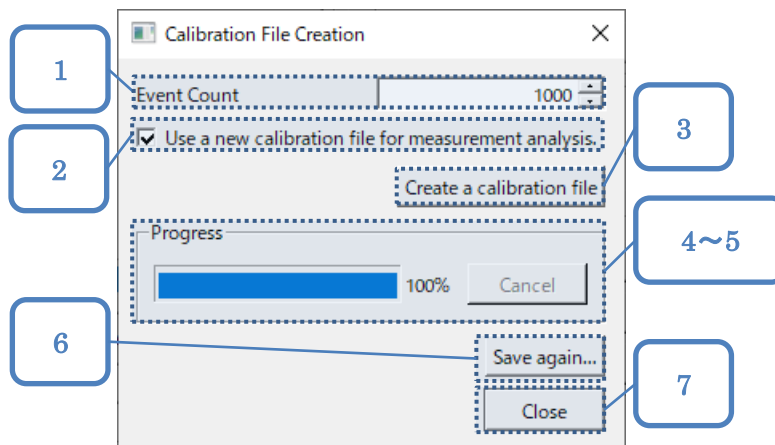 Calibration File Creation
1
Event Count 1000
2
Use a new calibration file for measurement analysis.
3
Create a calibration file
Progress
4～5
100% Cancel
6
Save again...
7
Close